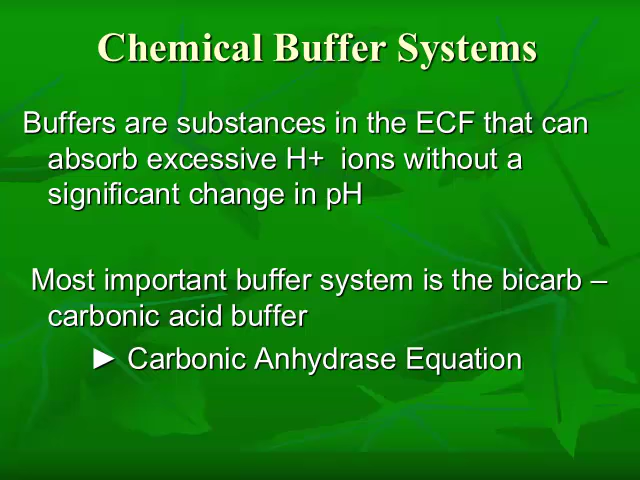 Chemical Buffer Systems
Buffers are substances in the ECF that can
absorb excessive H+ ions without a
significant change in pH
Most important buffer system is the bicarb –
carbonic acid buffer
► Carbonic Anhydrase Equation